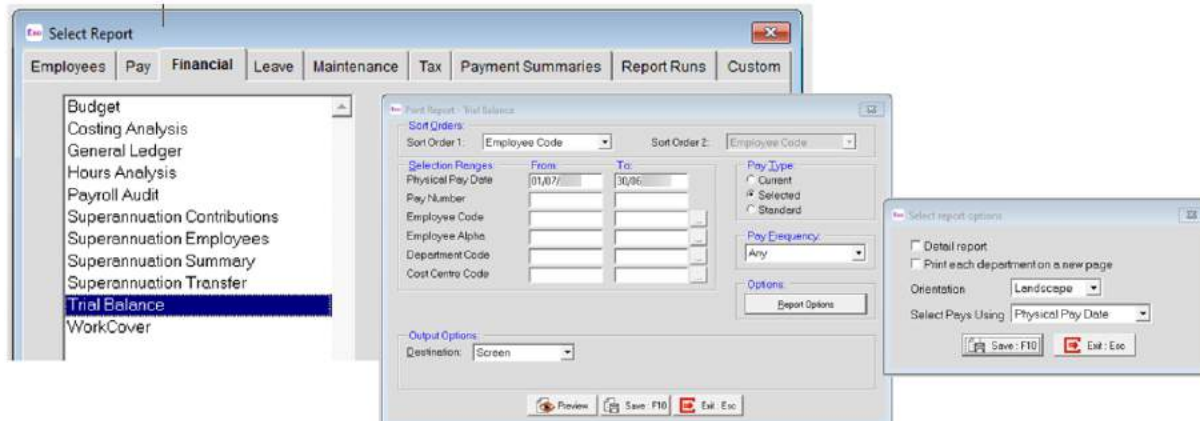 Exo Select Report
Employees Pay Financial Leave Maintenance Tax Payment Summaries Report Runs Custom
Budget
Costing Analysis
General Ledger
Hours Analysis
Payroll Audit
Superannuation Contributions
Superannuation Employees
Superannuation Summary
Superannuation Transfer
Trial Balance
WorkCover
Exo Print Report - Trial Balance
Sort Orders:
Sort Order 1: Employee Code Sort Order 2: Employee Code
Selection Ranges: From: To:
Physical Pay Date 01/07/ 30/06
Pay Number
Employee Code ...
Employee Alpha ...
Department Code ...
Cost Centre Code ...
Pay Type:
Current
Selected
Standard
Pay Frequency:
Any
Options:
Report Options
Output Options:
Destination: Screen
Preview Save : F10 Exit : Esc
Exo Select report options
Detail report
Print each department on a new page
Orientation Landscape
Select Pays Using Physical Pay Date
Save : F10 Exit : Esc